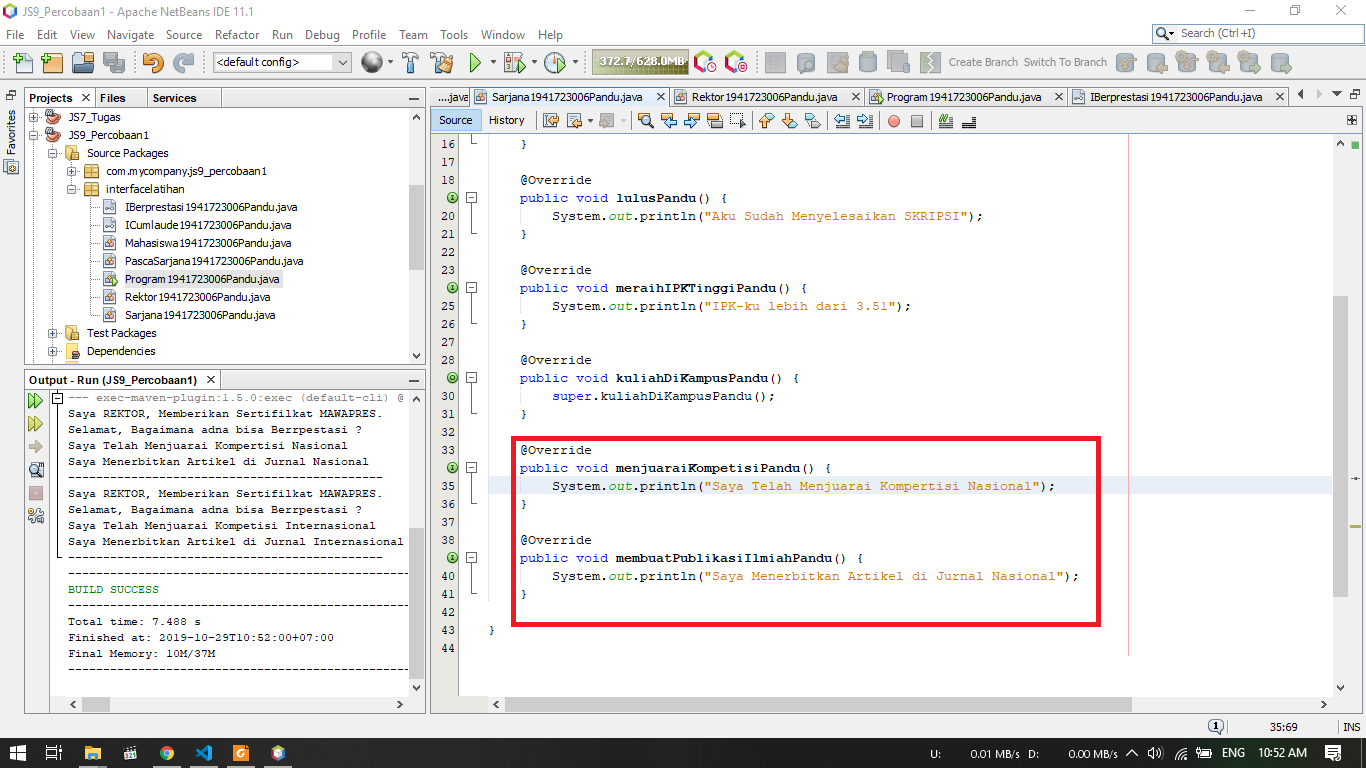 JS9_Percobaan1 - Apache NetBeans IDE 11.1
File Edit View Navigate Source Refactor Run Debug Profile Team Tools Window Help
Search (Ctrl+I)
<default config>
372.7/628.0MB
Create Branch Switch To Branch
Favorites
Projects Files Services
JS7_Tugas
JS9_Percobaan1
Source Packages
com.mycompany.js9_percobaan1
interfacelatihan
IBerprestasi1941723006Pandu.java
ICumlaude1941723006Pandu.java
Mahasiswa1941723006Pandu.java
PascaSarjana1941723006Pandu.java
Program1941723006Pandu.java
Rektor1941723006Pandu.java
Sarjana1941723006Pandu.java
Test Packages
Dependencies
Output - Run (JS9_Percobaan1)
--- exec-maven-plugin:1.5.0:exec (default-cli) @
Saya REKTOR, Memberikan Sertifilkat MAWAPRES.
Selamat, Bagaimana adna bisa Berrpestasi ?
Saya Telah Menjuarai Kompertisi Nasional
Saya Menerbitkan Artikel di Jurnal Nasional
-----------------------------------------------
Saya REKTOR, Memberikan Sertifilkat MAWAPRES.
Selamat, Bagaimana adna bisa Berrpestasi ?
Saya Telah Menjuarai Kompetisi Internasional
Saya Menerbitkan Artikel di Jurnal Internasional
-----------------------------------------------
------------------------------------------------
BUILD SUCCESS
------------------------------------------------
Total time: 7.488 s
Finished at: 2019-10-29T10:52:00+07:00
Final Memory: 10M/37M
------------------------------------------------
....java Sarjana1941723006Pandu.java Rektor1941723006Pandu.java Program1941723006Pandu.java IBerprestasi1941723006Pandu.java
Source History
16 }
17
18 @Override
public void lulusPandu() {
20 System.out.println("Aku Sudah Menyelesaikan SKRIPSI");
21 }
22
23 @Override
public void meraihIPKTinggiPandu() {
25 System.out.println("IPK-ku lebih dari 3.51");
26 }
27
28 @Override
public void kuliahDiKampusPandu() {
30 super.kuliahDiKampusPandu();
31 }
32
33 @Override
public void menjuaraiKompetisiPandu() {
35 System.out.println("Saya Telah Menjuarai Kompertisi Nasional");
36 }
37
38 @Override
public void membuatPublikasiIlmiahPandu() {
40 System.out.println("Saya Menerbitkan Artikel di Jurnal Nasional");
41 }
42
43 }
44
1 35:69 INS
U: 0.01 MB/s D: 0.00 MB/s ENG 10:52 AM